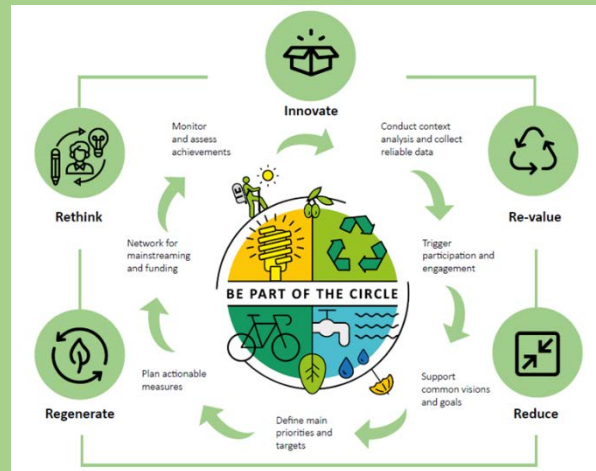 Innovate
Monitor
and assess
achievements
Conduct context
analysis and collect
reliable data
Rethink
Re-value
Network for
mainstreaming
and funding
Trigger
participation and
engagement
BE PART OF THE CIRCLE
Regenerate
Plan actionable
measures
Support
common visions
and goals
Reduce
Define main
priorities and
targets